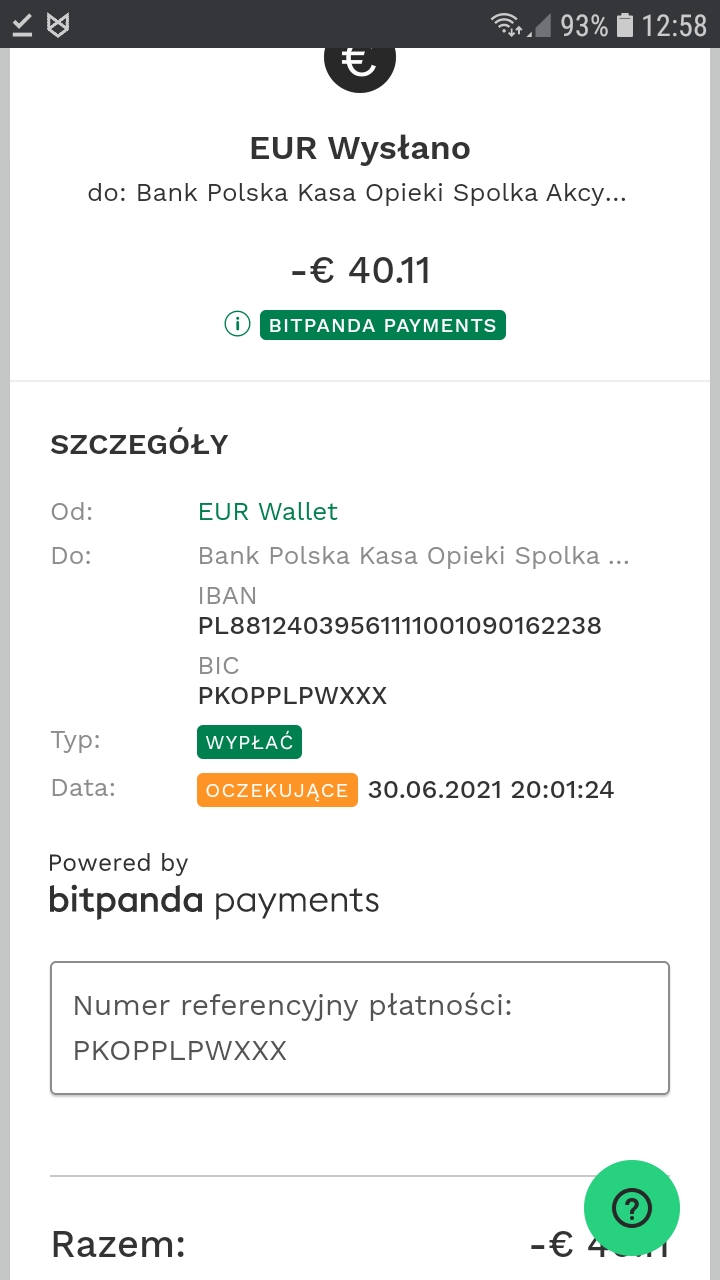 93% 12:58
€
EUR Wysłano
do: Bank Polska Kasa Opieki Spolka Akcy...
-€ 40.11
BITPANDA PAYMENTS
SZCZEGÓŁY
Od: EUR Wallet
Do: Bank Polska Kasa Opieki Spolka ...
IBAN
PL88124039561111001090162238
BIC
PKOPPLPWXXX
Typ: WYPŁAĆ
Data: OCZEKUJĄCE 30.06.2021 20:01:24
Powered by
bitpanda payments
Numer referencyjny płatności:
PKOPPLPWXXX
Razem: -€